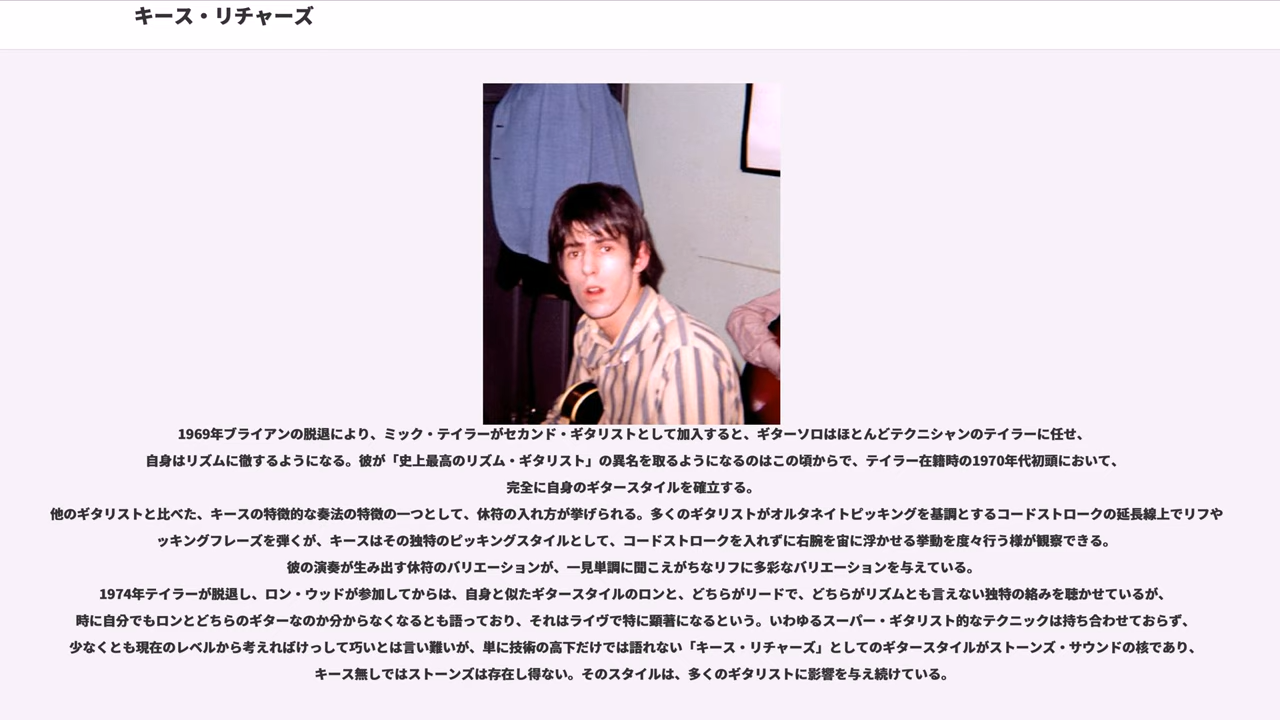 キース・リチャーズ
1969年ブライアンの脱退により、ミック・テイラーがセカンド・ギタリストとして加入すると、ギターソロはほとんどテクニシャンのテイラーに任せ、
自身はリズムに徹するようになる。彼が「史上最高のリズム・ギタリスト」の異名を取るようになるのはこの頃からで、テイラー在籍時の1970年代初頭において、
完全に自身のギタースタイルを確立する。
他のギタリストと比べた、キースの特徴的な奏法の特徴の一つとして、休符の入れ方が挙げられる。多くのギタリストがオルタネイトピッキングを基調とするコードストロークの延長線上でリフや
ッキングフレーズを弾くが、キースはその独特のピッキングスタイルとして、コードストロークを入れずに右腕を宙に浮かせる挙動を度々行う様が観察できる。
彼の演奏が生み出す休符のバリエーションが、一見単調に聞こえがちなリフに多彩なバリエーションを与えている。
1974年テイラーが脱退し、ロン・ウッドが参加してからは、自身と似たギタースタイルのロンと、どちらがリードで、どちらがリズムとも言えない独特の絡みを聴かせているが、
時に自分でもロンとどちらのギターなのか分からなくなるとも語っており、それはライヴで特に顕著になるという。いわゆるスーパー・ギタリスト的なテクニックは持ち合わせておらず、
少なくとも現在のレベルから考えればけっして巧いとは言い難いが、単に技術の高下だけでは語れない「キース・リチャーズ」としてのギタースタイルがストーンズ・サウンドの核であり、
キース無しではストーンズは存在し得ない。そのスタイルは、多くのギタリストに影響を与え続けている。